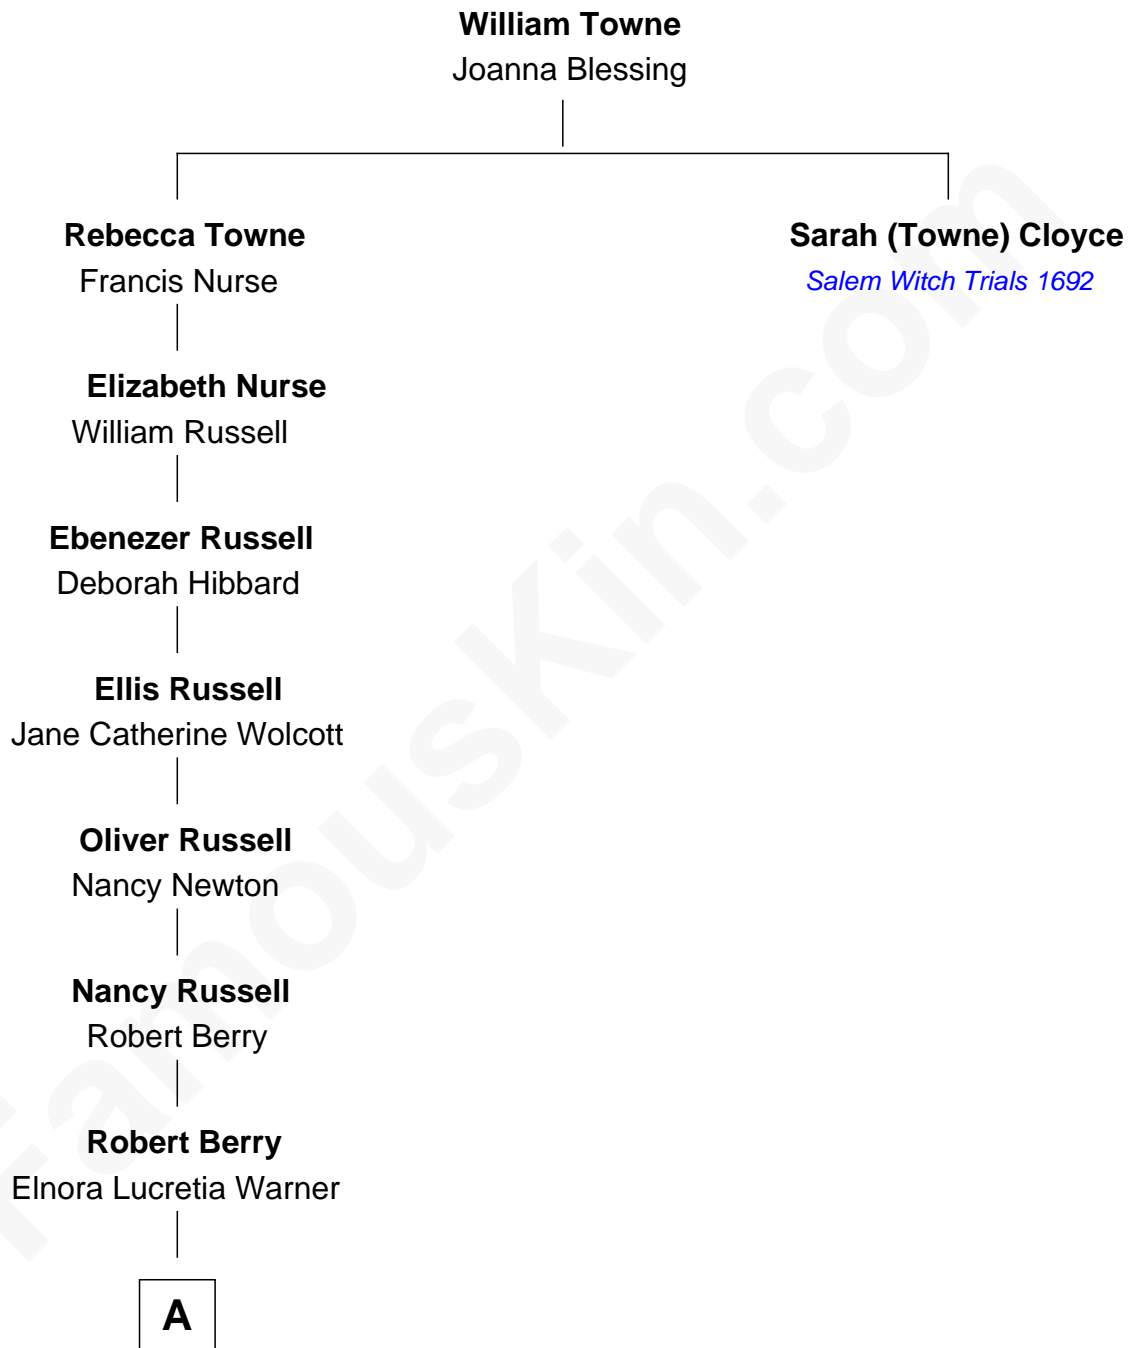 William Towne
Joanna Blessing
Rebecca Towne
Francis Nurse
Sarah (Towne) Cloyce
Salem Witch Trials 1692
Elizabeth Nurse
William Russell
Ebenezer Russell
Deborah Hibbard
Ellis Russell
Jane Catherine Wolcott
Oliver Russell
Nancy Newton
Nancy Russell
Robert Berry
Robert Berry
Elnora Lucretia Warner
A
FamousKin.com